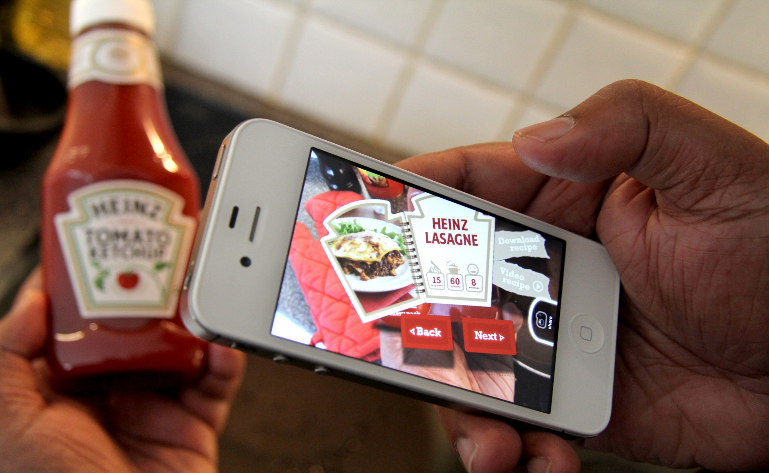 HEINZ
TOMATO
KETCHUP
HEINZ
LASAGNE
15 60 8
Download
recipe
Video
recipe
Back
Next